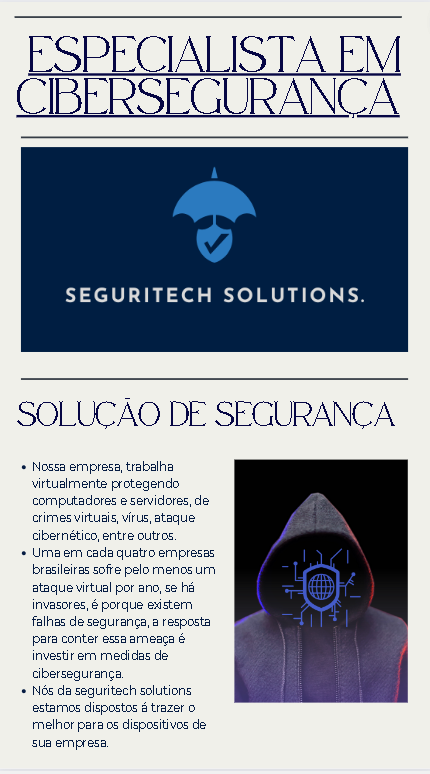 ESPECIALISTA EM
CIBERSEGURANÇA
SEGURITECH SOLUTIONS.
SOLUÇÃO DE SEGURANÇA
• Nossa empresa, trabalha
virtualmente protegendo
computadores e servidores, de
crimes virtuais, vírus, ataque
cibernético, entre outros.
• Uma em cada quatro empresas
brasileiras sofre pelo menos um
ataque virtual por ano, se há
invasores, é porque existem
falhas de segurança, a resposta
para conter essa ameaça é
investir em medidas de
cibersegurança.
• Nós da seguritech solutions
estamos dispostos á trazer o
melhor para os dispositivos de
sua empresa.